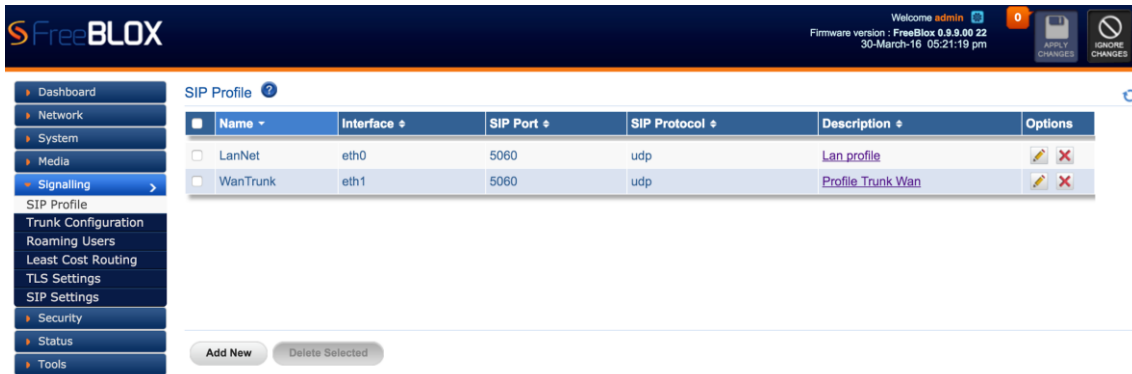 SFreeBLOX
Welcome admin
Firmware version : FreeBlox 0.9.9.00 22
30-March-16 05:21:19 pm
0
APPLY CHANGES
IGNORE CHANGES
Dashboard
Network
System
Media
Signalling
SIP Profile
Trunk Configuration
Roaming Users
Least Cost Routing
TLS Settings
SIP Settings
Security
Status
Tools
SIP Profile ?
Name Interface SIP Port SIP Protocol Description Options
LanNet eth0 5060 udp Lan profile
WanTrunk eth1 5060 udp Profile Trunk Wan
Add New Delete Selected